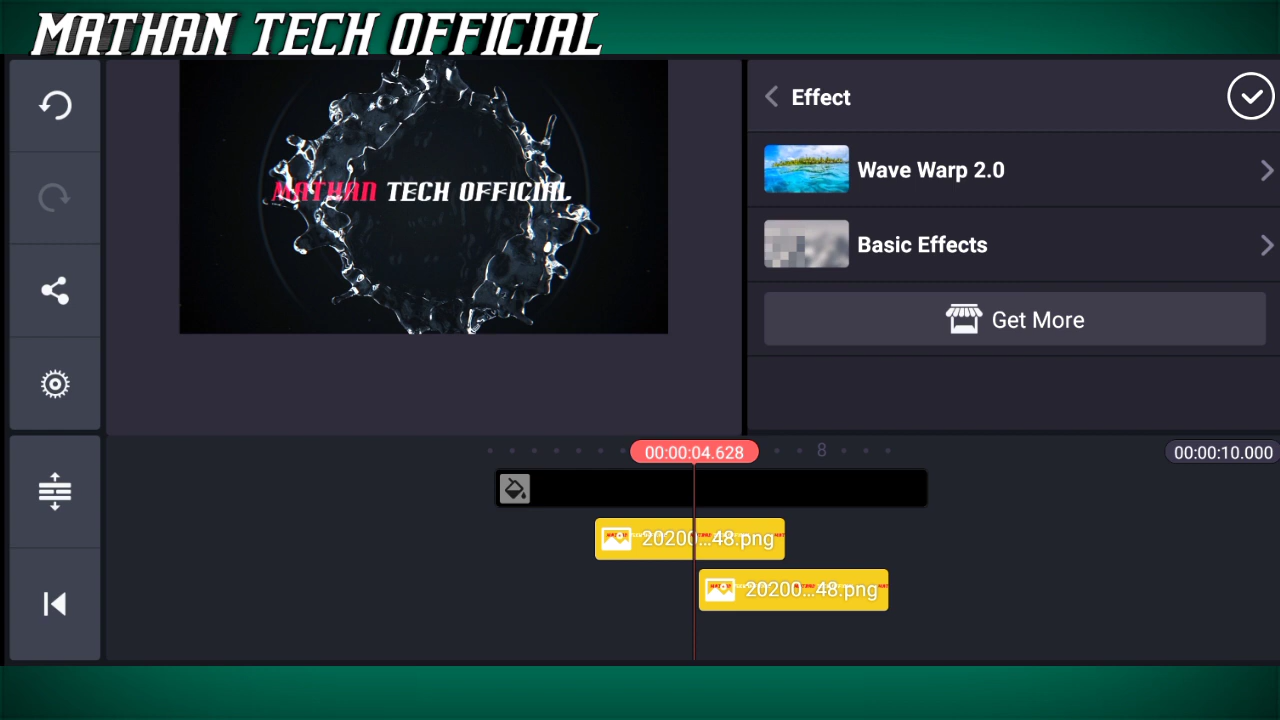 MATHAN TECH OFFICIAL
MATHAN TECH OFFICIAL
Effect
Wave Warp 2.0
Basic Effects
Get More
00:00:04.628
8
00:00:10.000
20200...48.png
20200...48.png